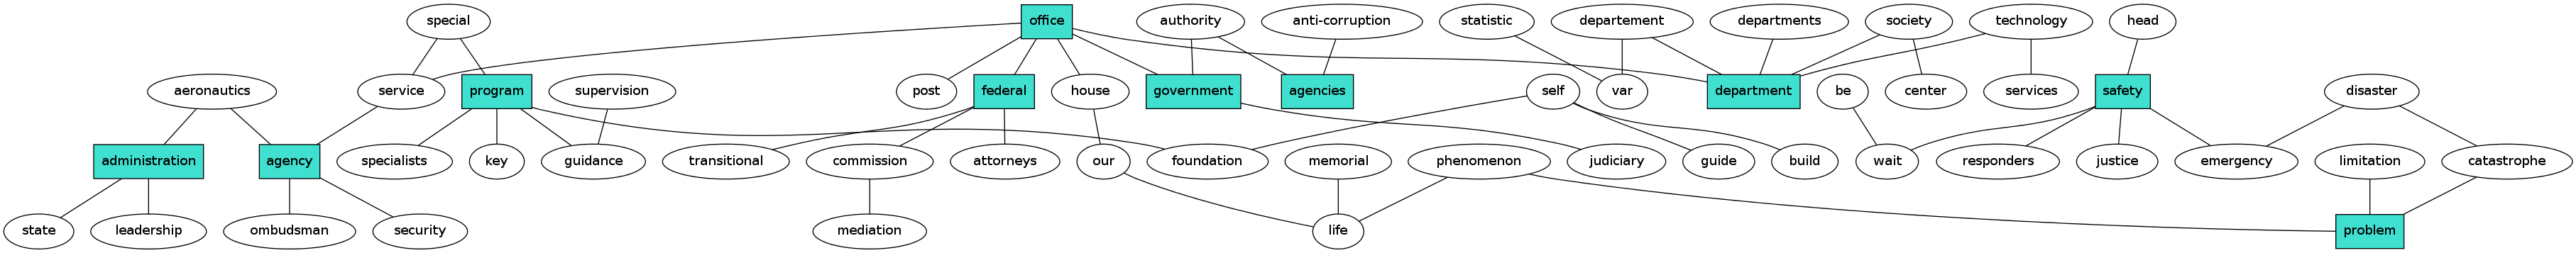 special
office
authority
anti-corruption
statistic
departement
departments
society
technology
head
aeronautics
service
program
supervision
post
federal
house
government
agencies
self
var
department
be
center
services
safety
disaster
administration
agency
specialists
key
guidance
transitional
commission
attorneys
our
foundation
memorial
phenomenon
judiciary
guide
build
wait
responders
justice
emergency
limitation
catastrophe
state
leadership
ombudsman
security
mediation
life
problem